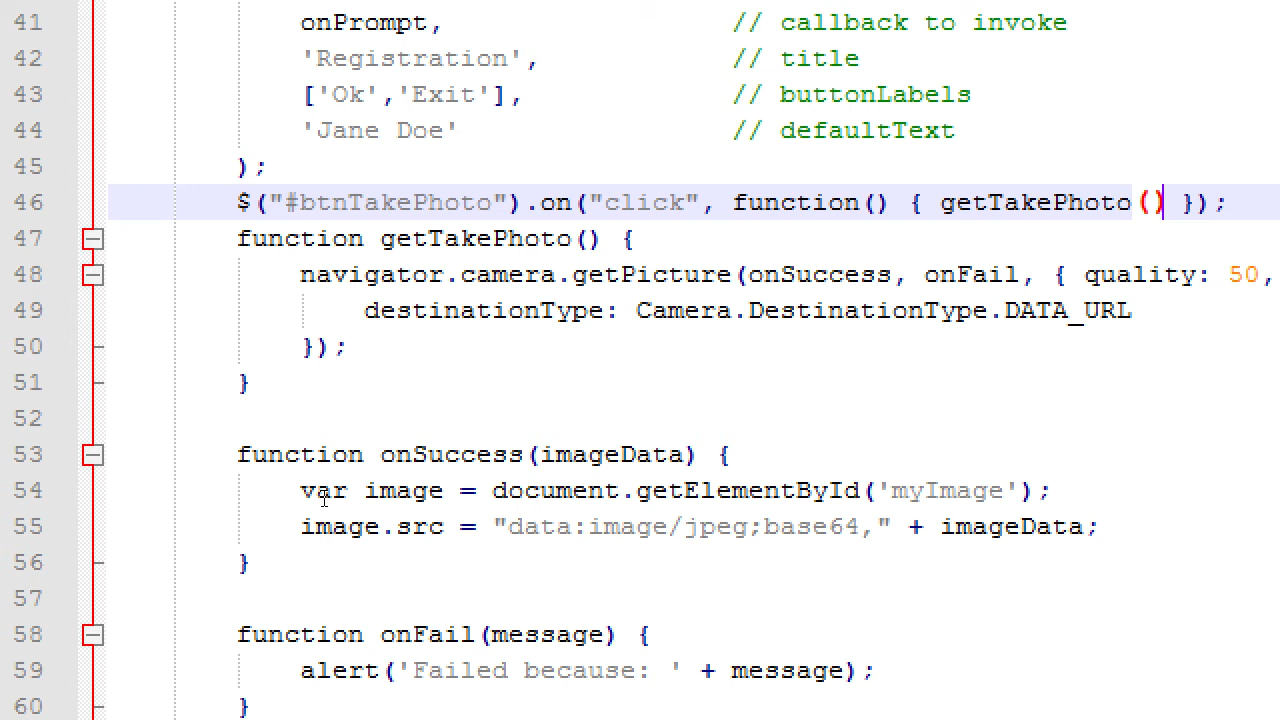 41 onPrompt, // callback to invoke
42 'Registration', // title
43 ['Ok','Exit'], // buttonLabels
44 'Jane Doe' // defaultText
45 );
46 $("#btnTakePhoto").on("click", function() { getTakePhoto() });
47 function getTakePhoto() {
48 navigator.camera.getPicture(onSuccess, onFail, { quality: 50,
49 destinationType: Camera.DestinationType.DATA_URL
50 });
51 }
52
53 function onSuccess(imageData) {
54 var image = document.getElementById('myImage');
55 image.src = "data:image/jpeg;base64," + imageData;
56 }
57
58 function onFail(message) {
59 alert('Failed because: ' + message);
60 }